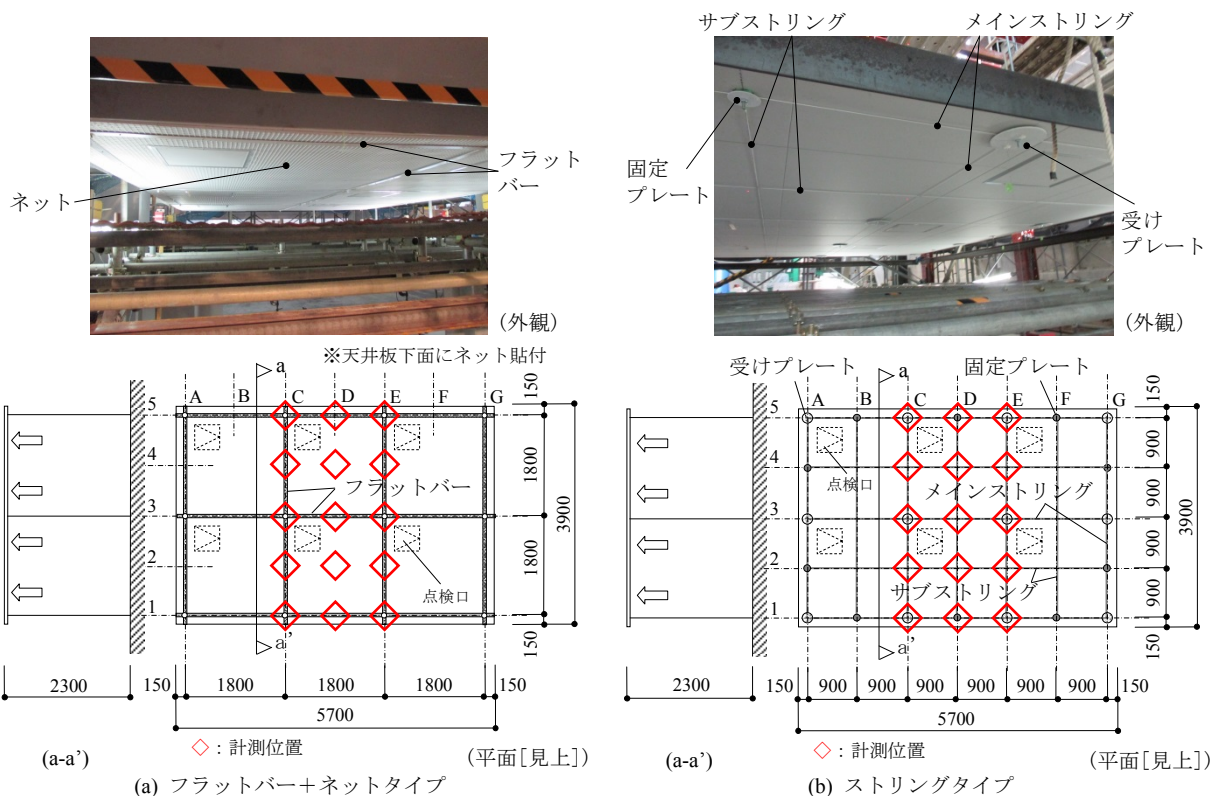 ネット
フラット
バー
(外観)
サブストリング
メインストリング
固定
プレート
受け
プレート
(外観)
※天井板下面にネット貼付
a
A B C D E F G
5
4
3
2
1
フラットバー
点検口
a'
150
1800
1800
150
3900
2300
150
1800
1800
1800
150
5700
(a-a’)
◇:計測位置
(平面[見上])
(a) フラットバー+ネットタイプ
受けプレート
固定プレート
a
A B C D E F G
5
4
3
2
1
点検口
メインストリング
サブストリング
a’
150
900
900
900
900
150
3900
2300
150
900
900
900
900
900
900
150
5700
(a-a’)
◇:計測位置
(平面[見上])
(b) ストリングタイプ